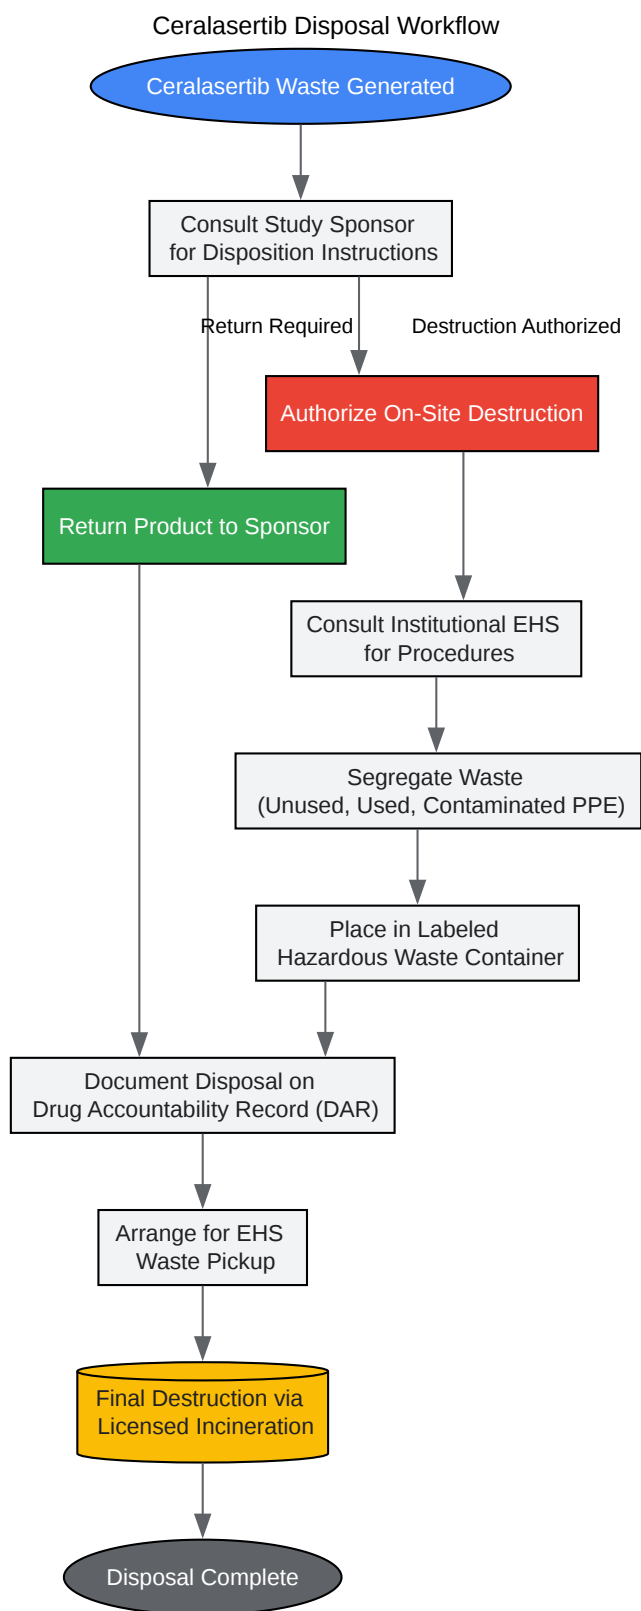 Ceralasertib Disposal Workflow
Ceralasertib Waste Generated
Consult Study Sponsor
for Disposition Instructions
Return Required
Destruction Authorized
Authorize On-Site Destruction
Return Product to Sponsor
Consult Institutional EHS
for Procedures
Segregate Waste
(Unused, Used, Contaminated PPE)
Place in Labeled
Hazardous Waste Container
Document Disposal on
Drug Accountability Record (DAR)
Arrange for EHS
Waste Pickup
Final Destruction via
Licensed Incineration
Disposal Complete